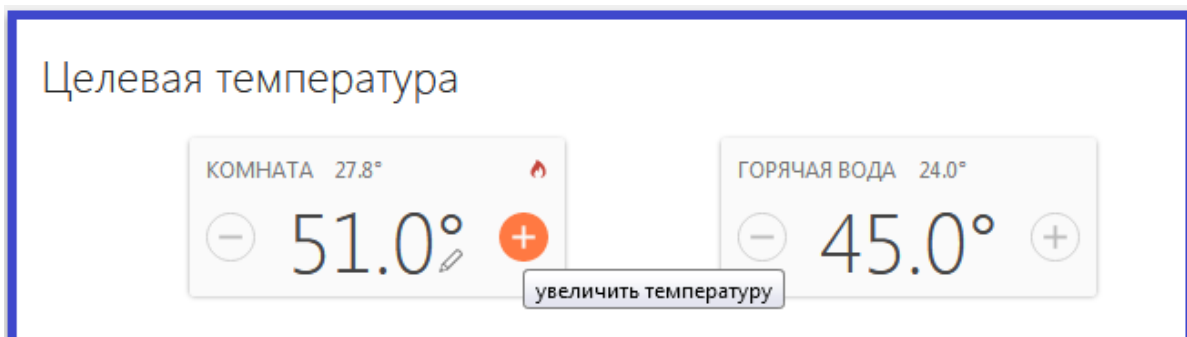 Целевая температура
КОМНАТА 27.8°
51.0°
ГОРЯЧАЯ ВОДА 24.0°
45.0°
увеличить температуру